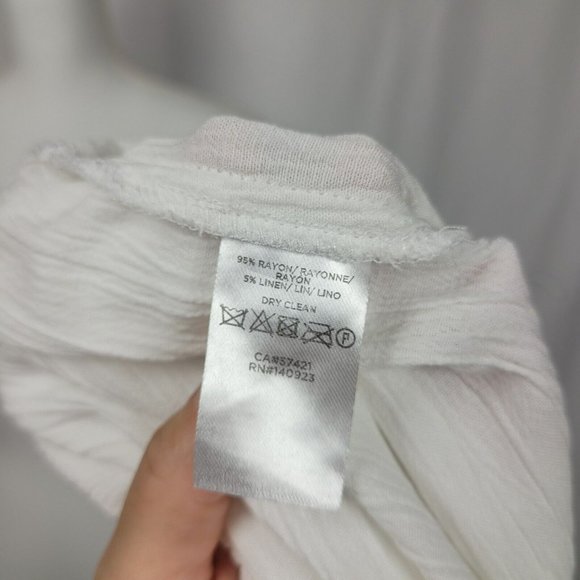 95% RAYON/ RAYONNE/
RAYON
5% LINEN/ LIN/ LINO
DRY CLEAN
P
CA#57421
RN#140923